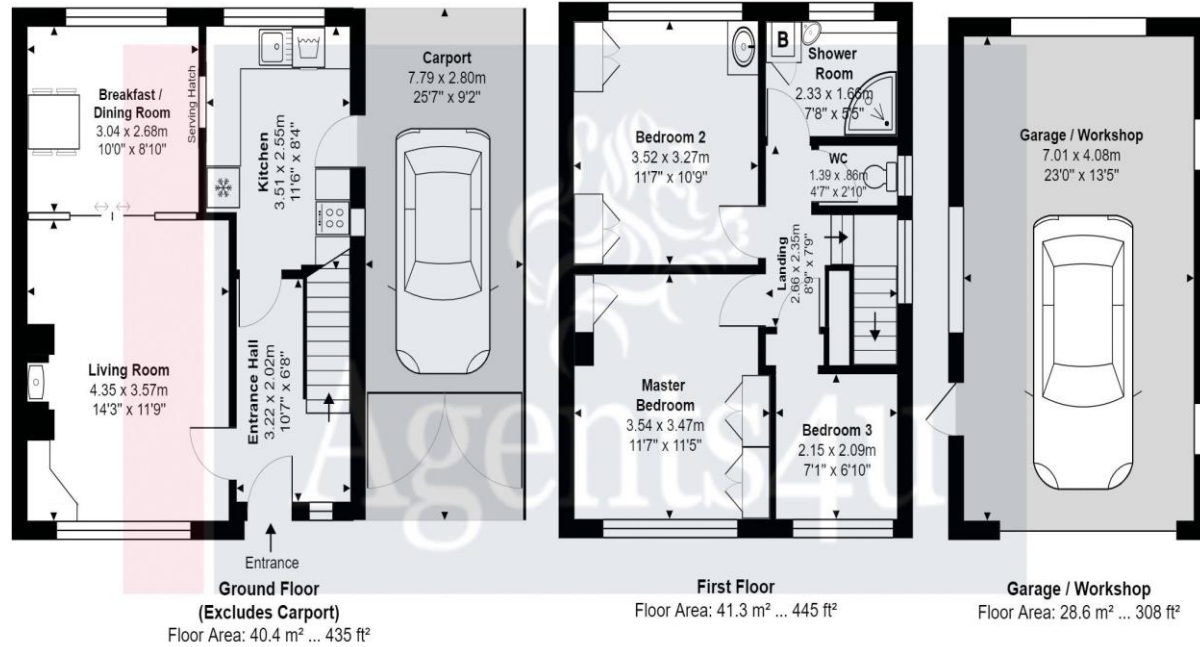 Breakfast /
Dining Room
3.04 x 2.68m
10'0" x 8'10"
Serving Hatch
Kitchen
3.51 x 2.55m
11'6" x 8'4"
Carport
7.79 x 2.80m
25'7" x 9'2"
Living Room
4.35 x 3.57m
14'3" x 11'9"
Entrance Hall
3.22 x 2.02m
10'7" x 6'8"
Entrance
Ground Floor
(Excludes Carport)
Floor Area: 40.4 m² ... 435 ft²
Bedroom 2
3.52 x 3.27m
11'7" x 10'9"
B
Shower
Room
2.33 x 1.66m
7'8" x 5'5"
WC
1.39 x .86m
4'7" x 2'10"
Landing
2.66 x 2.35m
8'9" x 7'9"
Master
Bedroom
3.54 x 3.47m
11'7" x 11'5"
Bedroom 3
2.15 x 2.09m
7'1" x 6'10"
First Floor
Floor Area: 41.3 m² ... 445 ft²
Garage / Workshop
7.01 x 4.08m
23'0" x 13'5"
Garage / Workshop
Floor Area: 28.6 m² ... 308 ft²
Agents4u